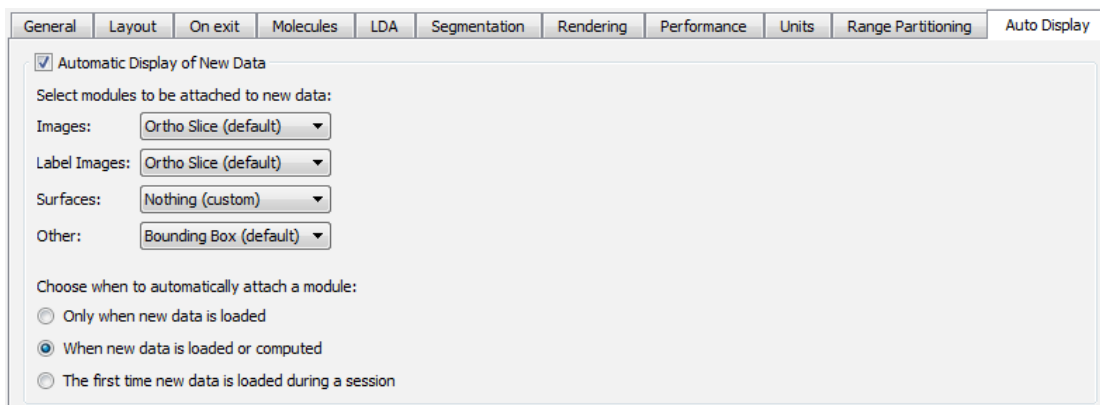 General Layout On exit Molecules LDA Segmentation Rendering Performance Units Range Partitioning Auto Display
Automatic Display of New Data
Select modules to be attached to new data:
Images: Ortho Slice (default)
Label Images: Ortho Slice (default)
Surfaces: Nothing (custom)
Other: Bounding Box (default)
Choose when to automatically attach a module:
Only when new data is loaded
When new data is loaded or computed
The first time new data is loaded during a session